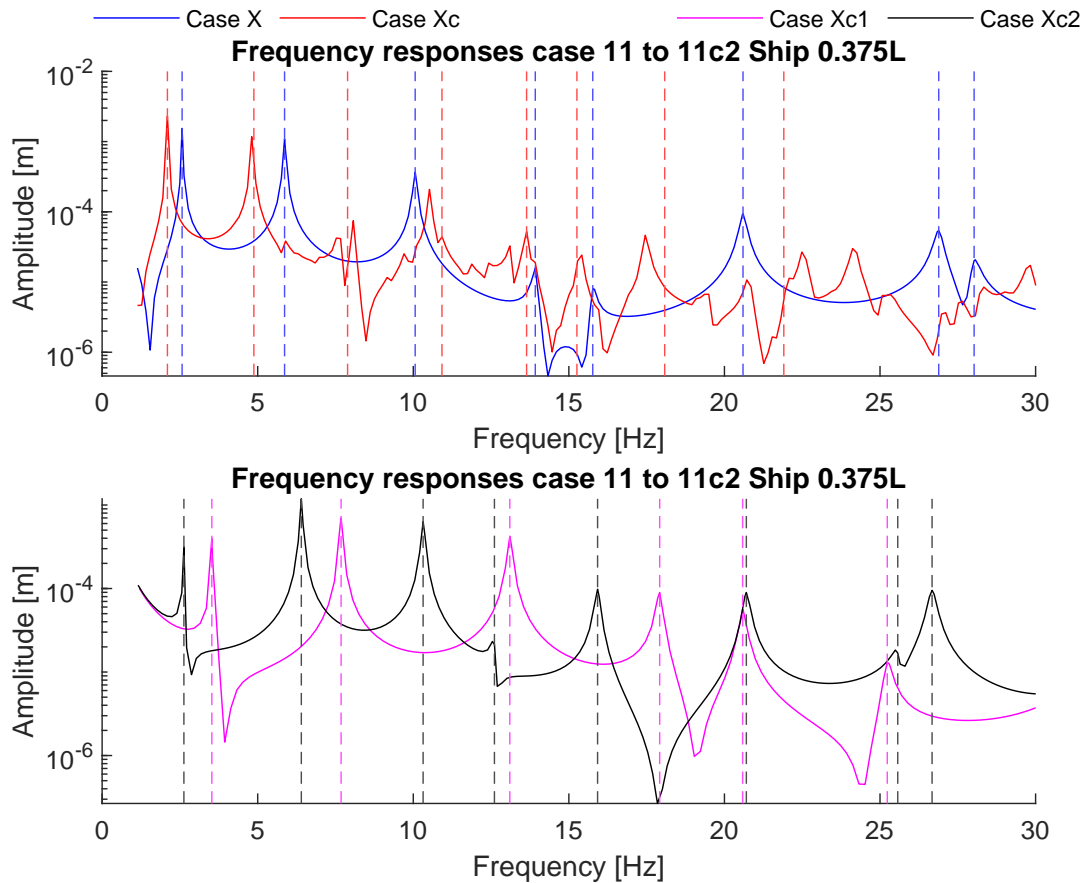 Case X Case Xc Case Xc1 Case Xc2
Frequency responses case 11 to 11c2 Ship 0.375L
10^-2
10^-4
10^-6
Amplitude [m]
0 5 10 15 20 25 30
Frequency [Hz]
Frequency responses case 11 to 11c2 Ship 0.375L
10^-4
10^-6
Amplitude [m]
0 5 10 15 20 25 30
Frequency [Hz]